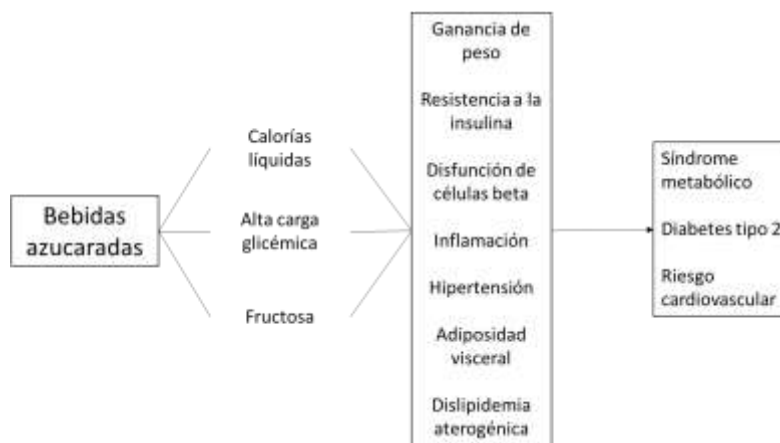 Bebidas
azucaradas
Calorías
líquidas
Alta carga
glicémica
Fructosa
Ganancia de
peso
Resistencia a la
insulina
Disfunción de
células beta
Inflamación
Hipertensión
Adiposidad
visceral
Dislipidemia
aterogénica
Síndrome
metabólico
Diabetes tipo 2
Riesgo
cardiovascular